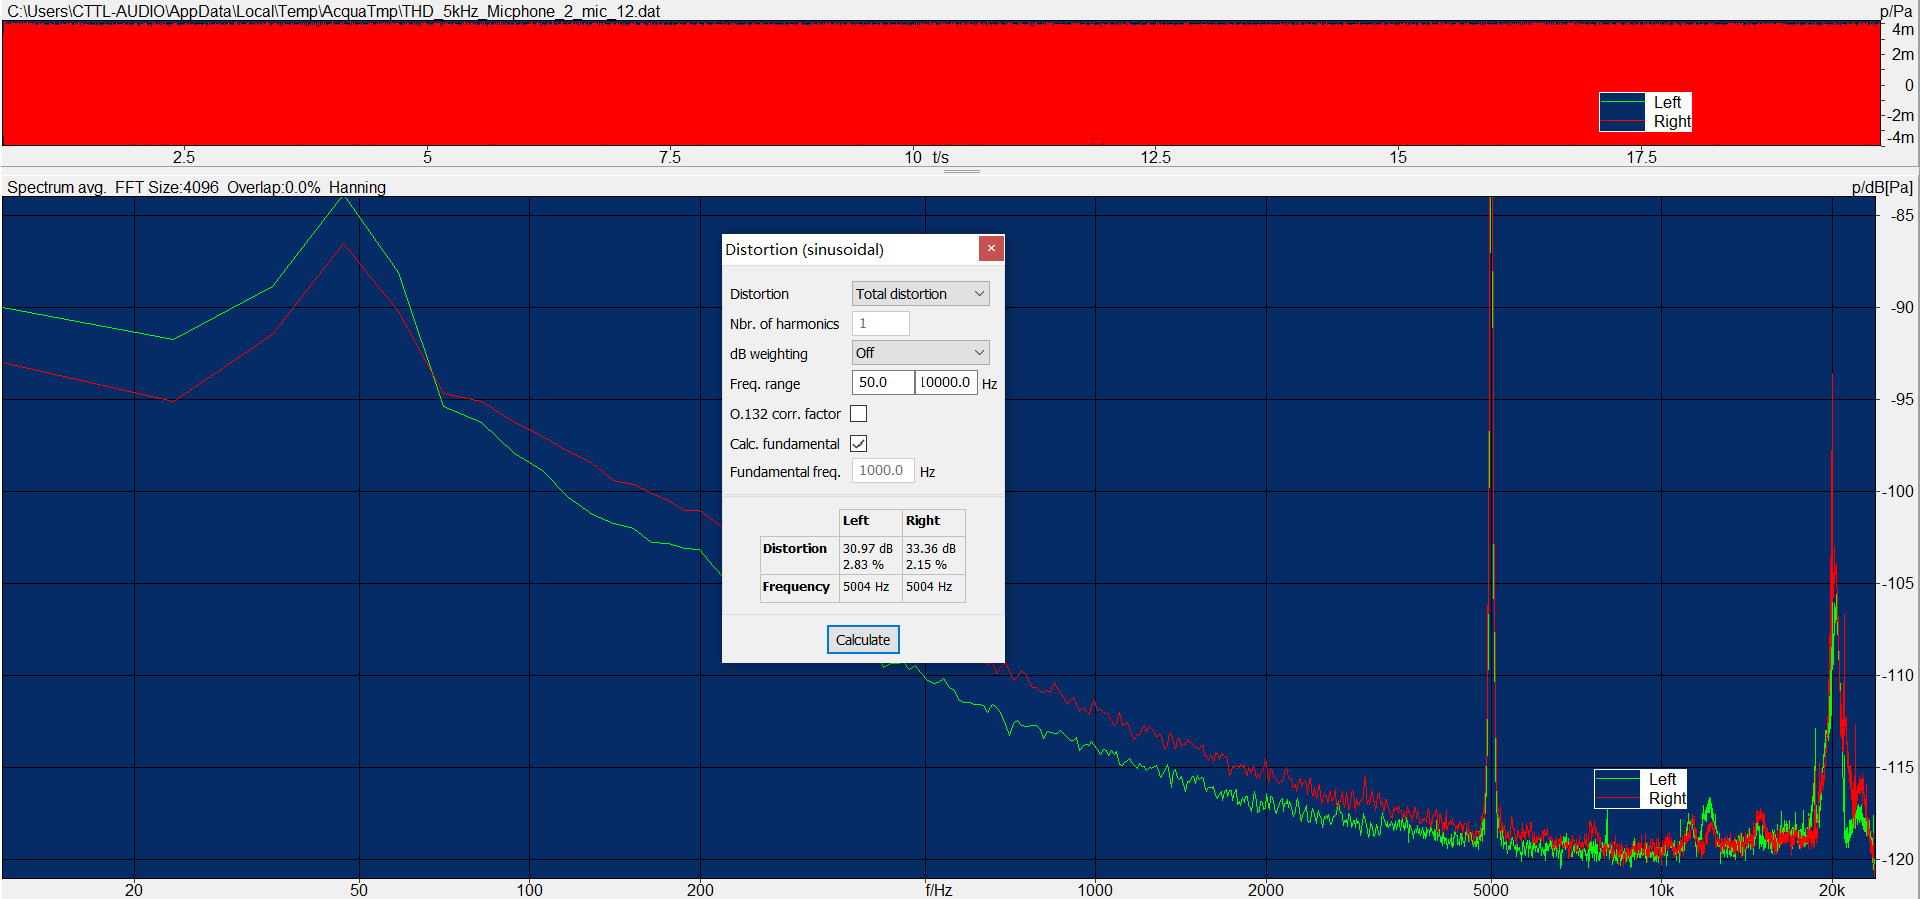 C:\Users\CTTL-AUDIO\AppData\Local\Temp\AcquaTmp\THD_5kHz_Micphone_2_mic_12.dat
p/Pa
4m
2m
0
-2m
-4m
Left
Right
2.5 5 7.5 10 t/s 12.5 15 17.5
Spectrum avg. FFT Size:4096 Overlap:0.0% Hanning
p/dB[Pa]
-85
-90
-95
-100
-105
-110
-115
-120
Distortion (sinusoidal)
Distortion Total distortion
Nbr. of harmonics 1
dB weighting Off
Freq. range 50.0 10000.0 Hz
O.132 corr. factor
Calc. fundamental
Fundamental freq. 1000.0 Hz
Left Right
Distortion 30.97 dB 33.36 dB
2.83 % 2.15 %
Frequency 5004 Hz 5004 Hz
Calculate
Left
Right
20 50 100 200 f/Hz 1000 2000 5000 10k 20k